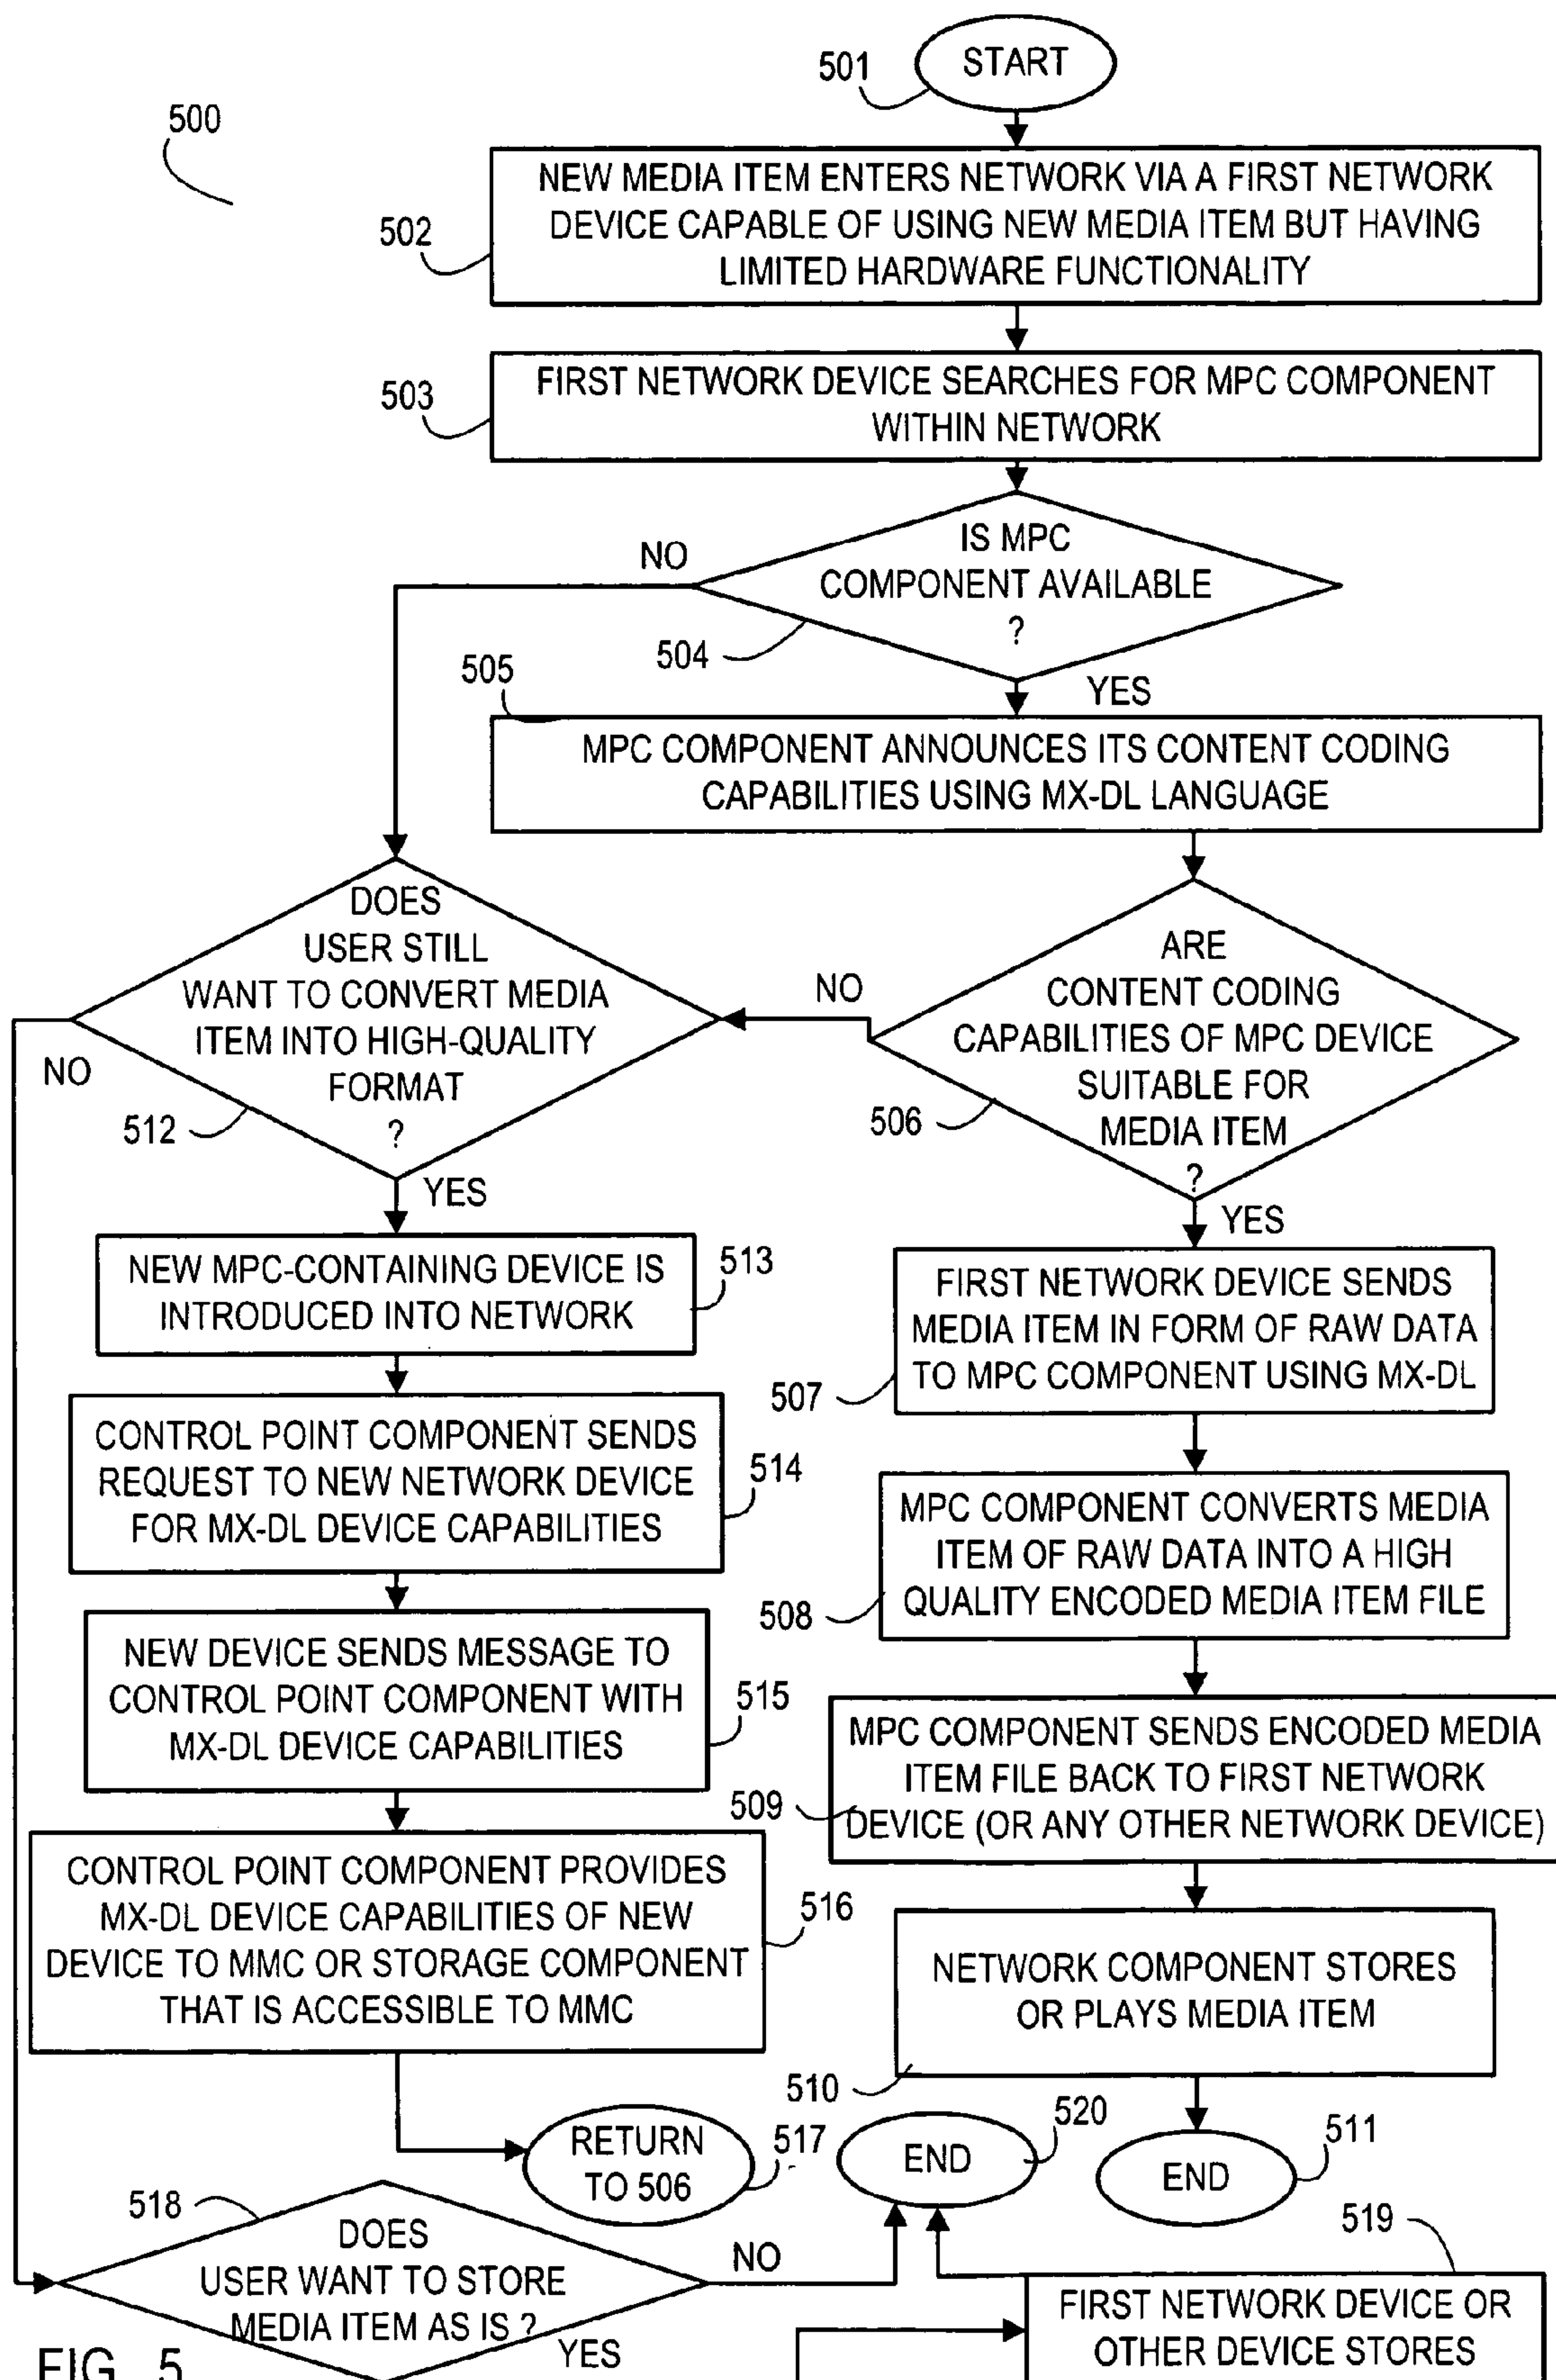 500
501
START
502
NEW MEDIA ITEM ENTERS NETWORK VIA A FIRST NETWORK
DEVICE CAPABLE OF USING NEW MEDIA ITEM BUT HAVING
LIMITED HARDWARE FUNCTIONALITY
503
FIRST NETWORK DEVICE SEARCHES FOR MPC COMPONENT
WITHIN NETWORK
NO
IS MPC
COMPONENT AVAILABLE
?
504
YES
505
MPC COMPONENT ANNOUNCES ITS CONTENT CODING
CAPABILITIES USING MX-DL LANGUAGE
ARE
CONTENT CODING
CAPABILITIES OF MPC DEVICE
SUITABLE FOR
MEDIA ITEM
?
506
NO
YES
FIRST NETWORK DEVICE SENDS
MEDIA ITEM IN FORM OF RAW DATA
TO MPC COMPONENT USING MX-DL
507
MPC COMPONENT CONVERTS MEDIA
ITEM OF RAW DATA INTO A HIGH
QUALITY ENCODED MEDIA ITEM FILE
508
MPC COMPONENT SENDS ENCODED MEDIA
ITEM FILE BACK TO FIRST NETWORK
DEVICE (OR ANY OTHER NETWORK DEVICE)
509
NETWORK COMPONENT STORES
OR PLAYS MEDIA ITEM
510
END
511
DOES
USER STILL
WANT TO CONVERT MEDIA
ITEM INTO HIGH-QUALITY
FORMAT
?
512
NO
YES
NEW MPC-CONTAINING DEVICE IS
INTRODUCED INTO NETWORK
513
CONTROL POINT COMPONENT SENDS
REQUEST TO NEW NETWORK DEVICE
FOR MX-DL DEVICE CAPABILITIES
514
NEW DEVICE SENDS MESSAGE TO
CONTROL POINT COMPONENT WITH
MX-DL DEVICE CAPABILITIES
515
CONTROL POINT COMPONENT PROVIDES
MX-DL DEVICE CAPABILITIES OF NEW
DEVICE TO MMC OR STORAGE COMPONENT
THAT IS ACCESSIBLE TO MMC
516
RETURN
TO 506
517
518
DOES
USER WANT TO STORE
MEDIA ITEM AS IS ?
NO
YES
END
520
519
FIRST NETWORK DEVICE OR
OTHER DEVICE STORES
FIG. 5